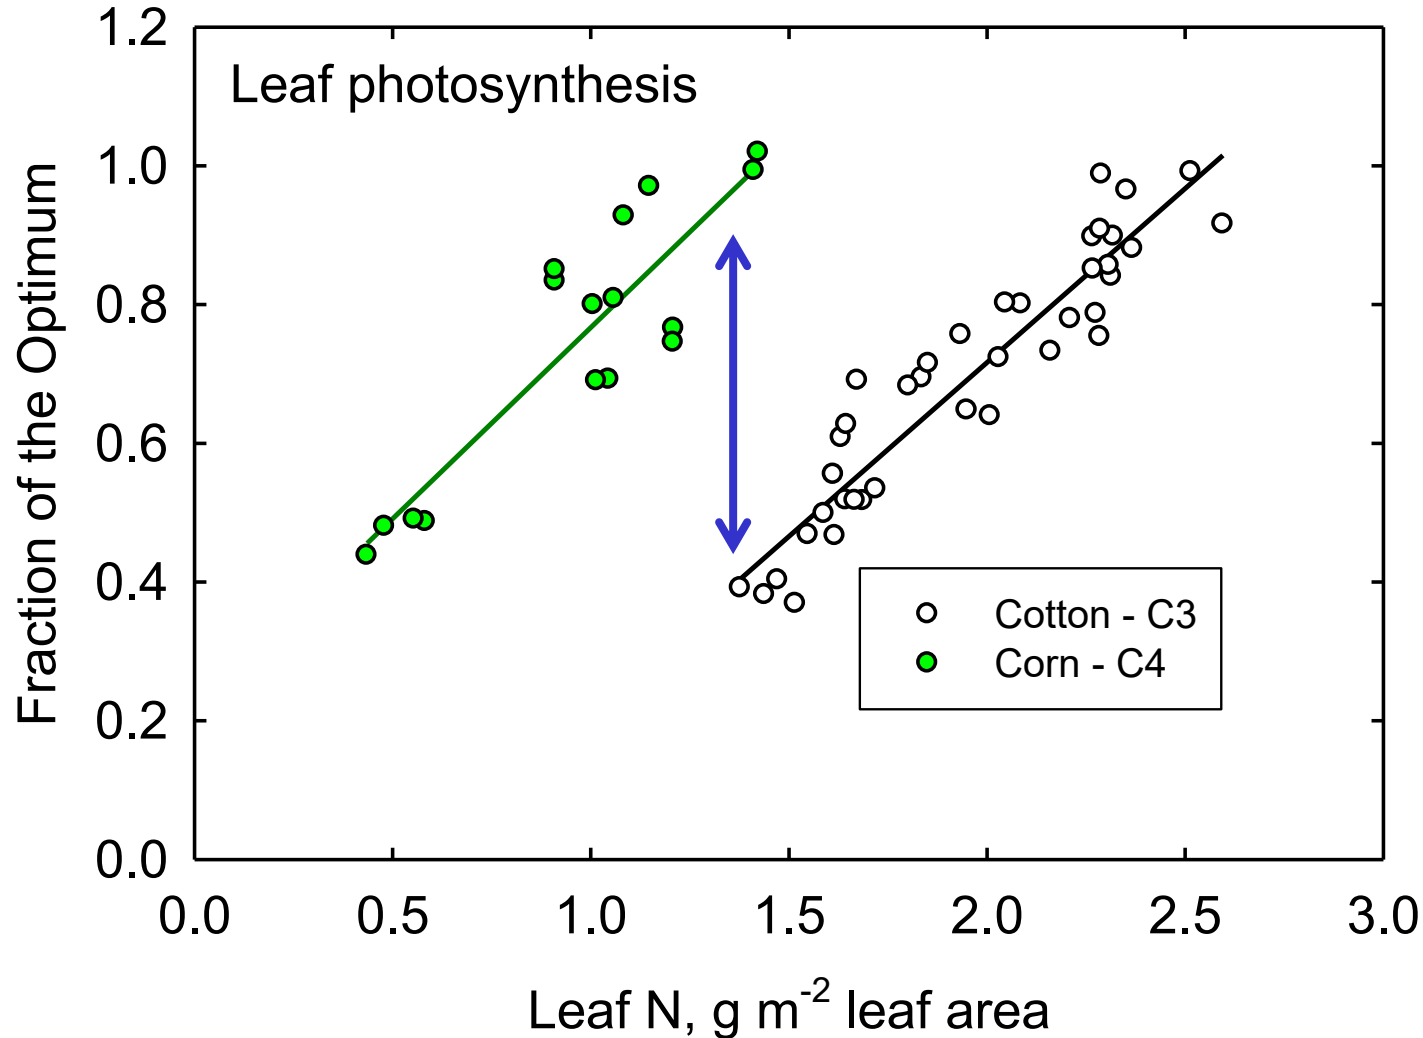 Leaf photosynthesis
Fraction of the Optimum
1.2
1.0
0.8
0.6
0.4
0.2
0.0
Cotton - C3
Corn - C4
0.0 0.5 1.0 1.5 2.0 2.5 3.0
Leaf N, g m⁻² leaf area